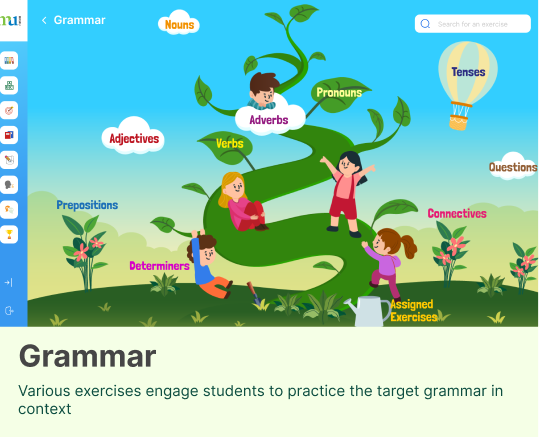 Grammar
Nouns
Search for an exercise
Tenses
Pronouns
Adverbs
Adjectives
Verbs
Questions
Prepositions
Connectives
Determiners
Assigned
Exercises
Grammar
Various exercises engage students to practice the target grammar in
context